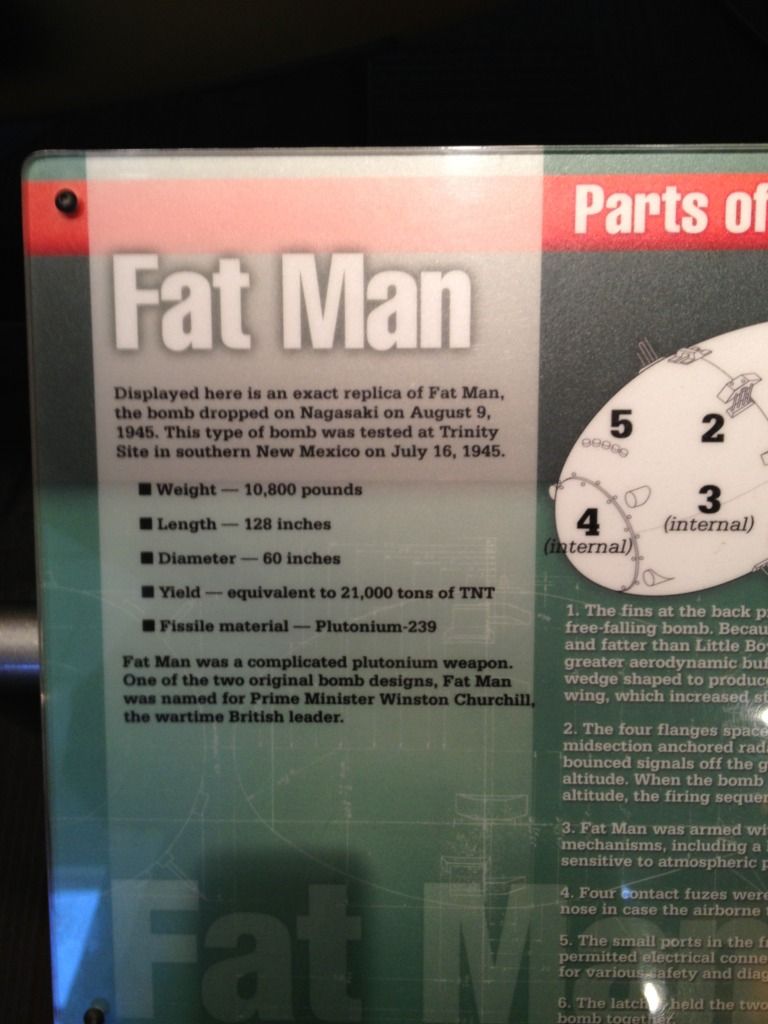 Fat Man
Displayed here is an exact replica of Fat Man,
the bomb dropped on Nagasaki on August 9,
1945. This type of bomb was tested at Trinity
Site in southern New Mexico on July 16, 1945.
■ Weight — 10,800 pounds
■ Length — 128 inches
■ Diameter — 60 inches
■ Yield — equivalent to 21,000 tons of TNT
■ Fissile material — Plutonium-239
Fat Man was a complicated plutonium weapon.
One of the two original bomb designs, Fat Man
was named for Prime Minister Winston Churchill,
the wartime British leader.
Fat Man
Parts of
5
2
3
(internal)
4
(internal)
1. The fins at the back
free-falling bomb.
and fatter than Little
greater aerodynamic
wedge shaped to
wing, which increased
2. The four flanges
midsection anchored
bounced signals off the
altitude. When the bomb
altitude, the firing
3. Fat Man was armed
mechanisms, including a
sensitive to atmospheric
4. Four contact fuzes were
nose in case the airborne
5. The small ports in the
permitted electrical
for various safety and
6. The latch held the two
bomb together.